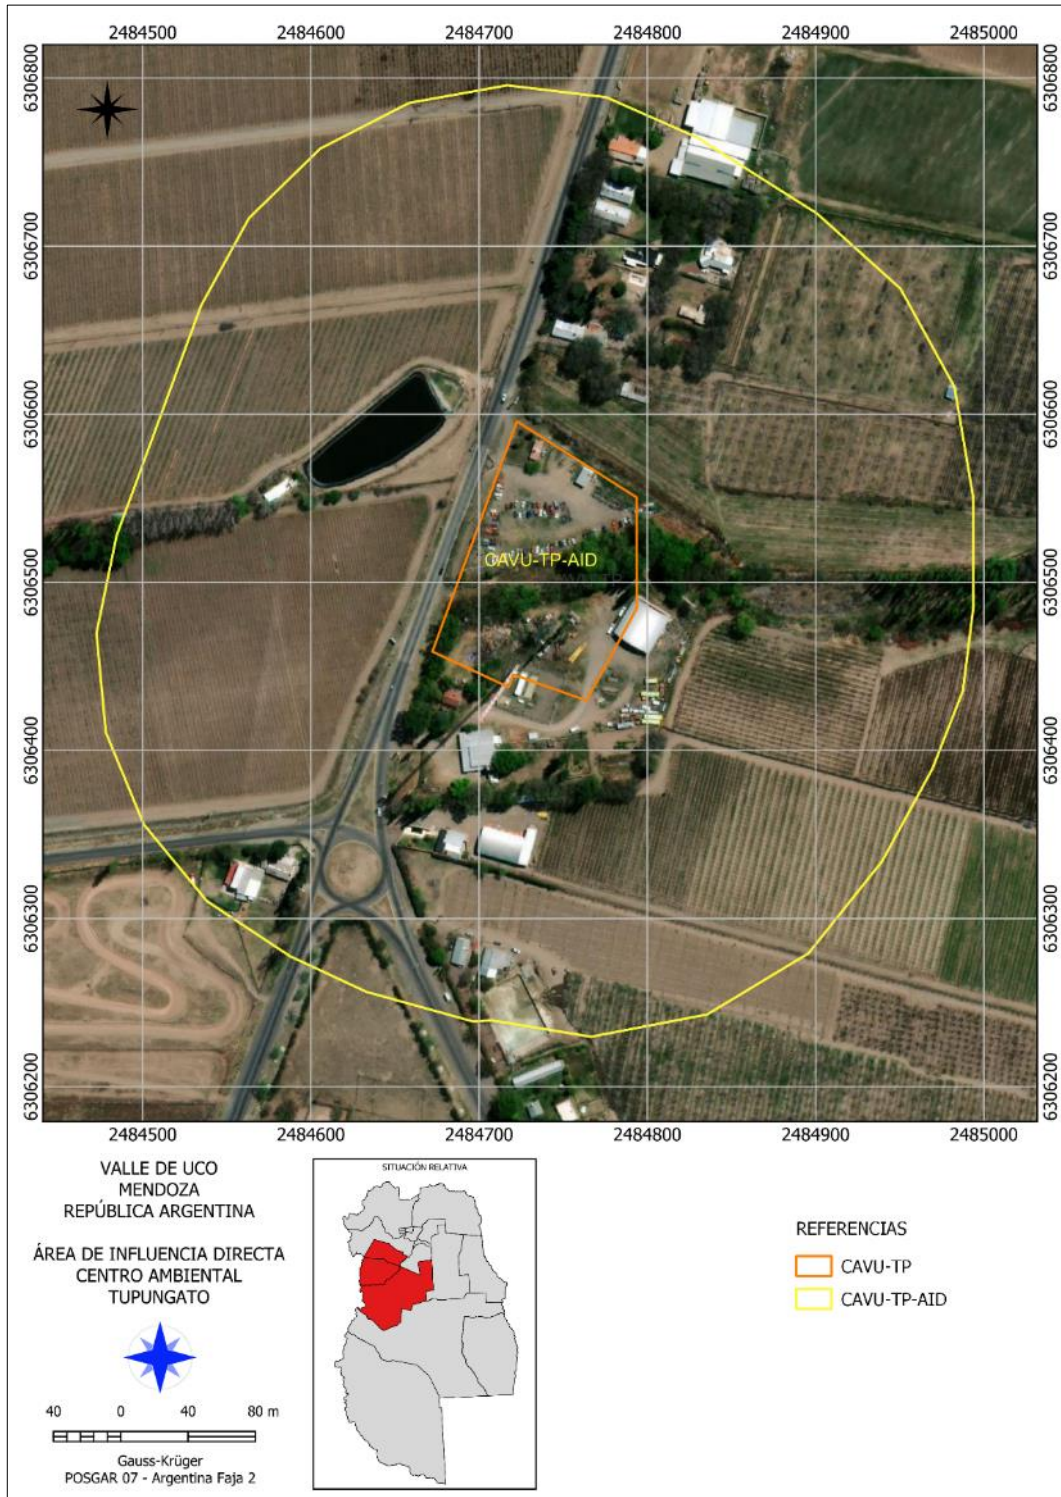 2484500 2484600 2484700 2484800 2484900 2485000
6306800 6306800
6306700 6306700
6306600 6306600
CAVU-TP-AID
6306500 6306500
6306400 6306400
6306300 6306300
6306200 6306200
2484500 2484600 2484700 2484800 2484900 2485000
VALLE DE UCO
MENDOZA
REPÚBLICA ARGENTINA
ÁREA DE INFLUENCIA DIRECTA
CENTRO AMBIENTAL
TUPUNGATO
40 0 40 80 m
Gauss-Krüger
POSGAR 07 - Argentina Faja 2
SITUACIÓN RELATIVA
REFERENCIAS
CAVU-TP
CAVU-TP-AID